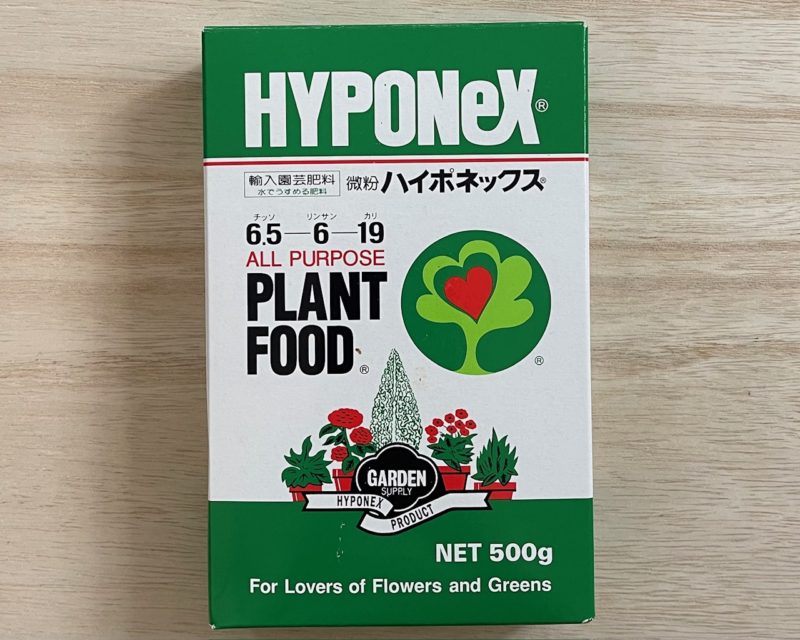 HYPONeX®
輸入園芸肥料
水でうすめる肥料
微粉 ハイポネックス®
チッソ リンサン カリ
6.5—6—19
ALL PURPOSE
PLANT
FOOD®
®
GARDEN
SUPPLY
HYPONEX
PRODUCT
NET 500g
For Lovers of Flowers and Greens